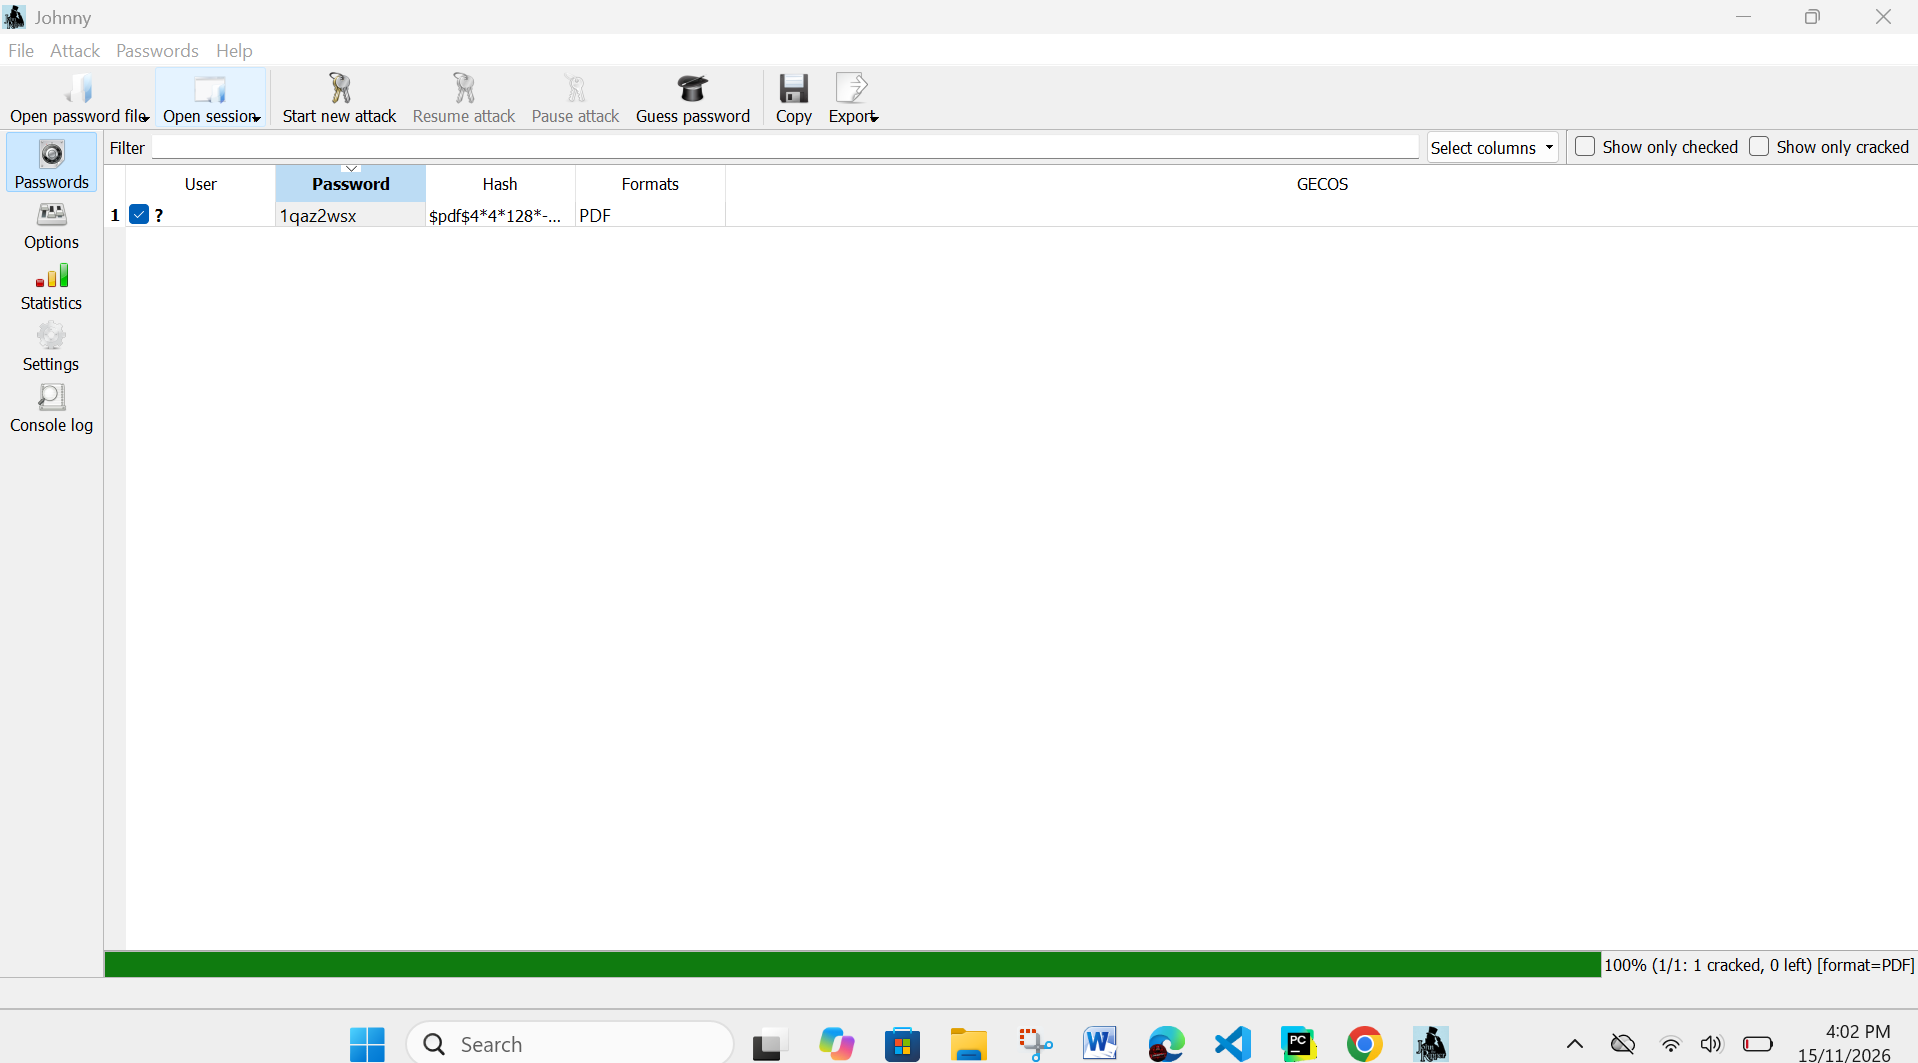 Johnny
File Attack Passwords Help
Open password file Open session Start new attack Resume attack Pause attack Guess password Copy Export
Passwords
Options
Statistics
Settings
Console log
Filter Select columns Show only checked Show only cracked
User Password Hash Formats GECOS
1 ? 1qaz2wsx $pdf$4*4*128*-... PDF
100% (1/1: 1 cracked, 0 left) [format=PDF]
Search
4:02 PM
15/11/2026